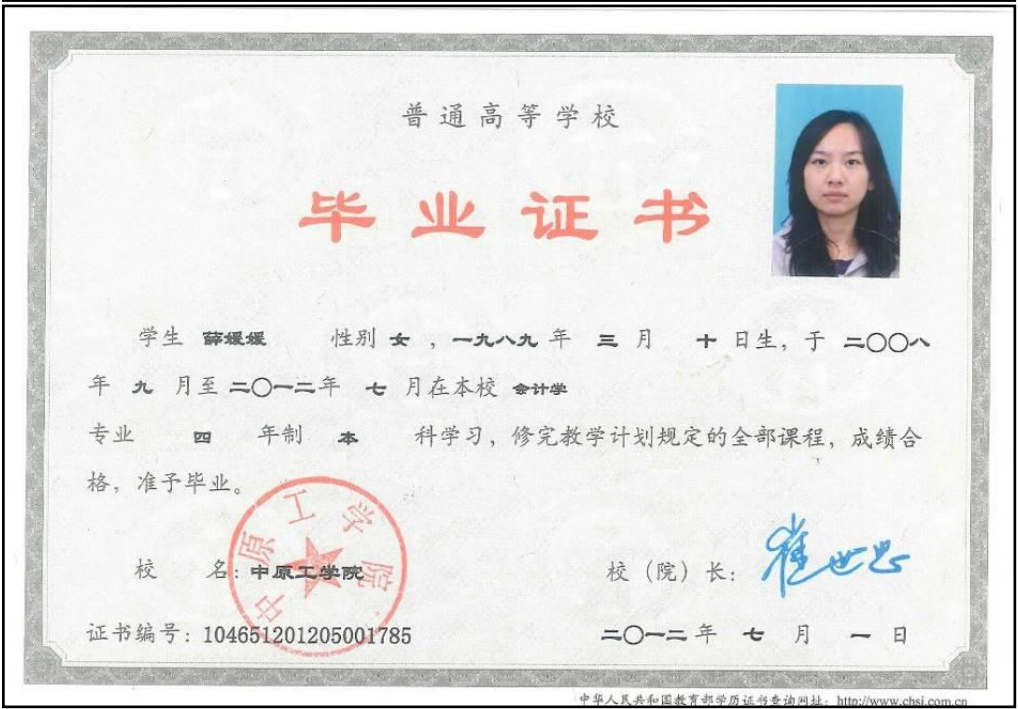 普通高等学校
毕业证书
学生 薛媛媛 性别 女 ，一九八九 年 三 月 十 日生，于 二〇〇八
年 九 月至 二〇一二年 七 月在本校 会计学
专业 四 年制 本 科学习，修完教学计划规定的全部课程，成绩合
格，准予毕业。
中原工学院
校 名：中原工学院 校（院）长： 崔世忠
证书编号：104651201205001785 二〇一二年 七 月 一 日
中华人民共和国教育部学历证书查询网址：http://www.chsi.com.cn